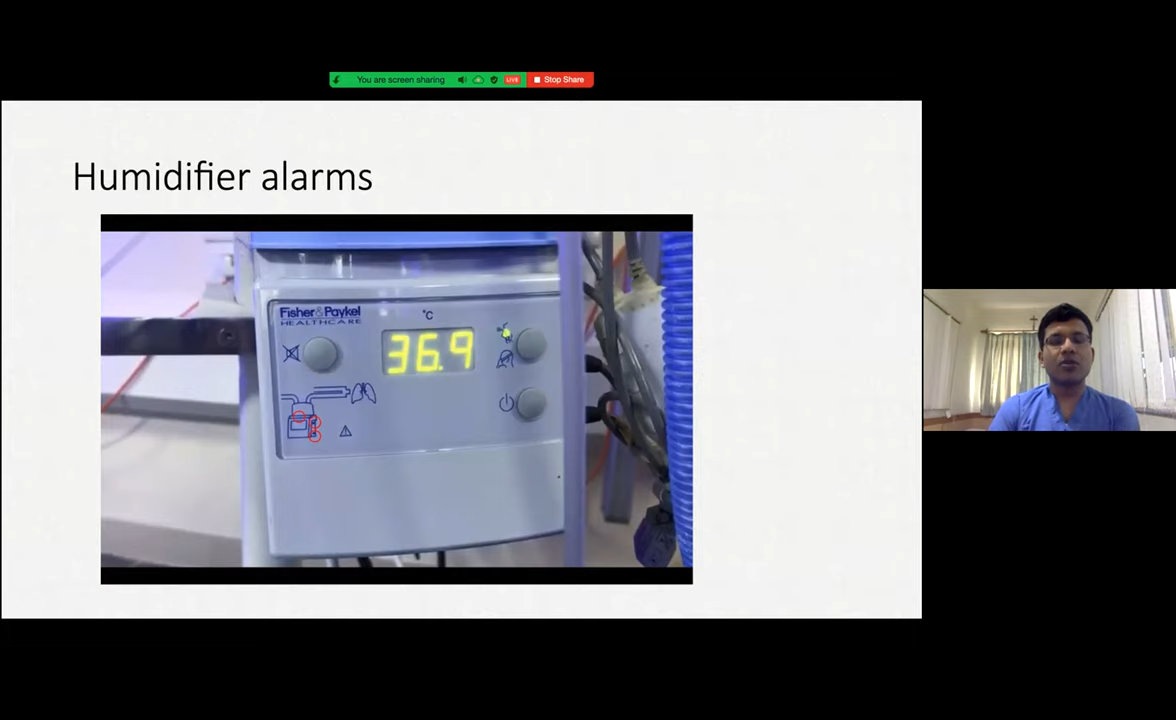 You are screen sharing
LIVE
Stop Share
Humidifier alarms
Fisher&Paykel
HEALTHCARE
°C
36.9